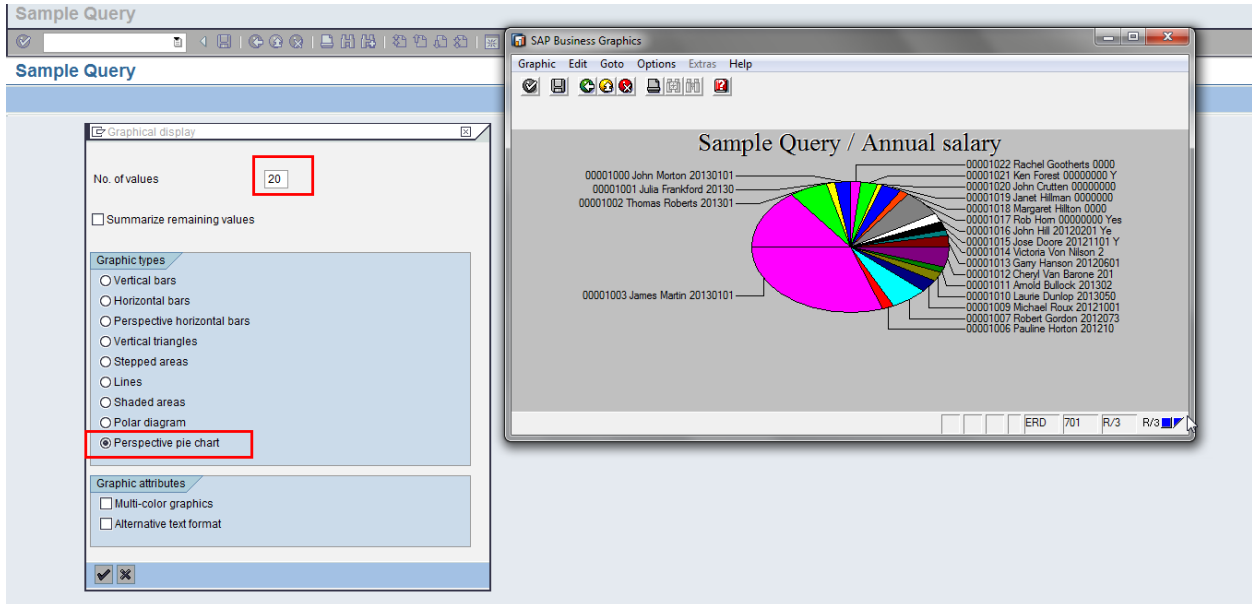 Sample Query
Sample Query
Graphical display
No. of values
20
Summarize remaining values
Graphic types
Vertical bars
Horizontal bars
Perspective horizontal bars
Vertical triangles
Stepped areas
Lines
Shaded areas
Polar diagram
Perspective pie chart
Graphic attributes
Multi-color graphics
Alternative text format
SAP Business Graphics
Graphic Edit Goto Options Extras Help
Sample Query / Annual salary
00001000 John Morton 20130101
00001001 Julia Frankford 20130
00001002 Thomas Roberts 201301
00001003 James Martin 20130101
00001022 Rachel Gootherts 0000
00001021 Ken Forest 00000000 Y
00001020 John Crutten 00000000
00001019 Janet Hillman 0000000
00001018 Margaret Hillton 0000
00001017 Rob Horn 00000000 Yes
00001016 John Hill 20120201 Ye
00001015 Jose Doore 20121101 Y
00001014 Victoria Von Nilson 2
00001013 Garry Hanson 20120601
00001012 Cheryl Van Barone 201
00001011 Arnold Bullock 201302
00001010 Laurie Dunlop 2013050
00001009 Michael Roux 20121001
00001007 Robert Gordon 2012073
00001006 Pauline Horton 201210
ERD 701 R/3 R/3